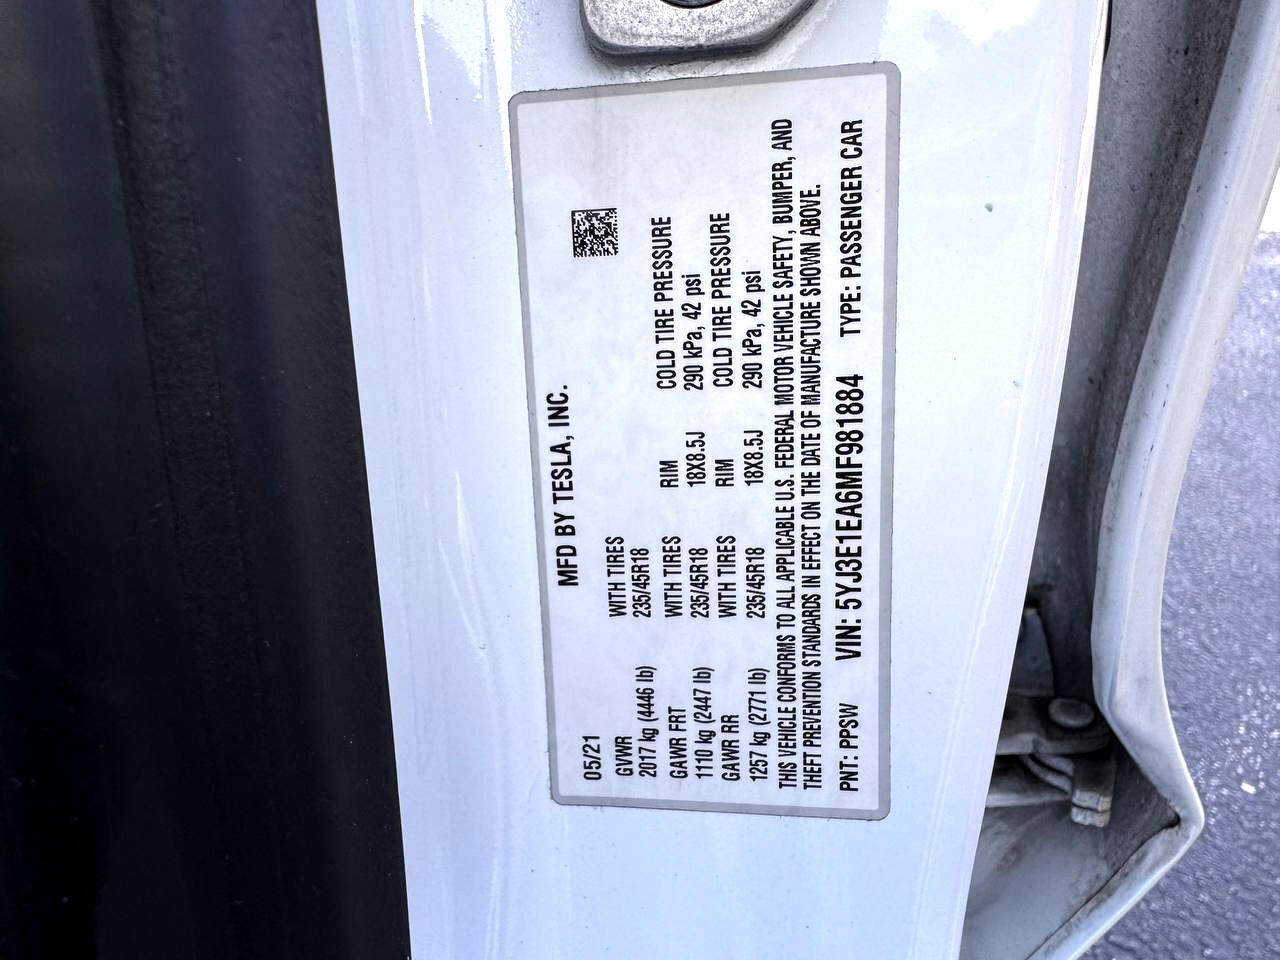 MFD BY TESLA, INC.
05/21
GVWR WITH TIRES
2017 kg (4446 lb) 235/45R18
GAWR FRT WITH TIRES RIM COLD TIRE PRESSURE
1110 kg (2447 lb) 235/45R18 18X8.5J 290 kPa, 42 psi
GAWR RR WITH TIRES RIM COLD TIRE PRESSURE
1257 kg (2771 lb) 235/45R18 18X8.5J 290 kPa, 42 psi
THIS VEHICLE CONFORMS TO ALL APPLICABLE U.S. FEDERAL MOTOR VEHICLE SAFETY, BUMPER, AND
THEFT PREVENTION STANDARDS IN EFFECT ON THE DATE OF MANUFACTURE SHOWN ABOVE.
PNT: PPSW VIN: 5YJ3E1EA6MF981884 TYPE: PASSENGER CAR